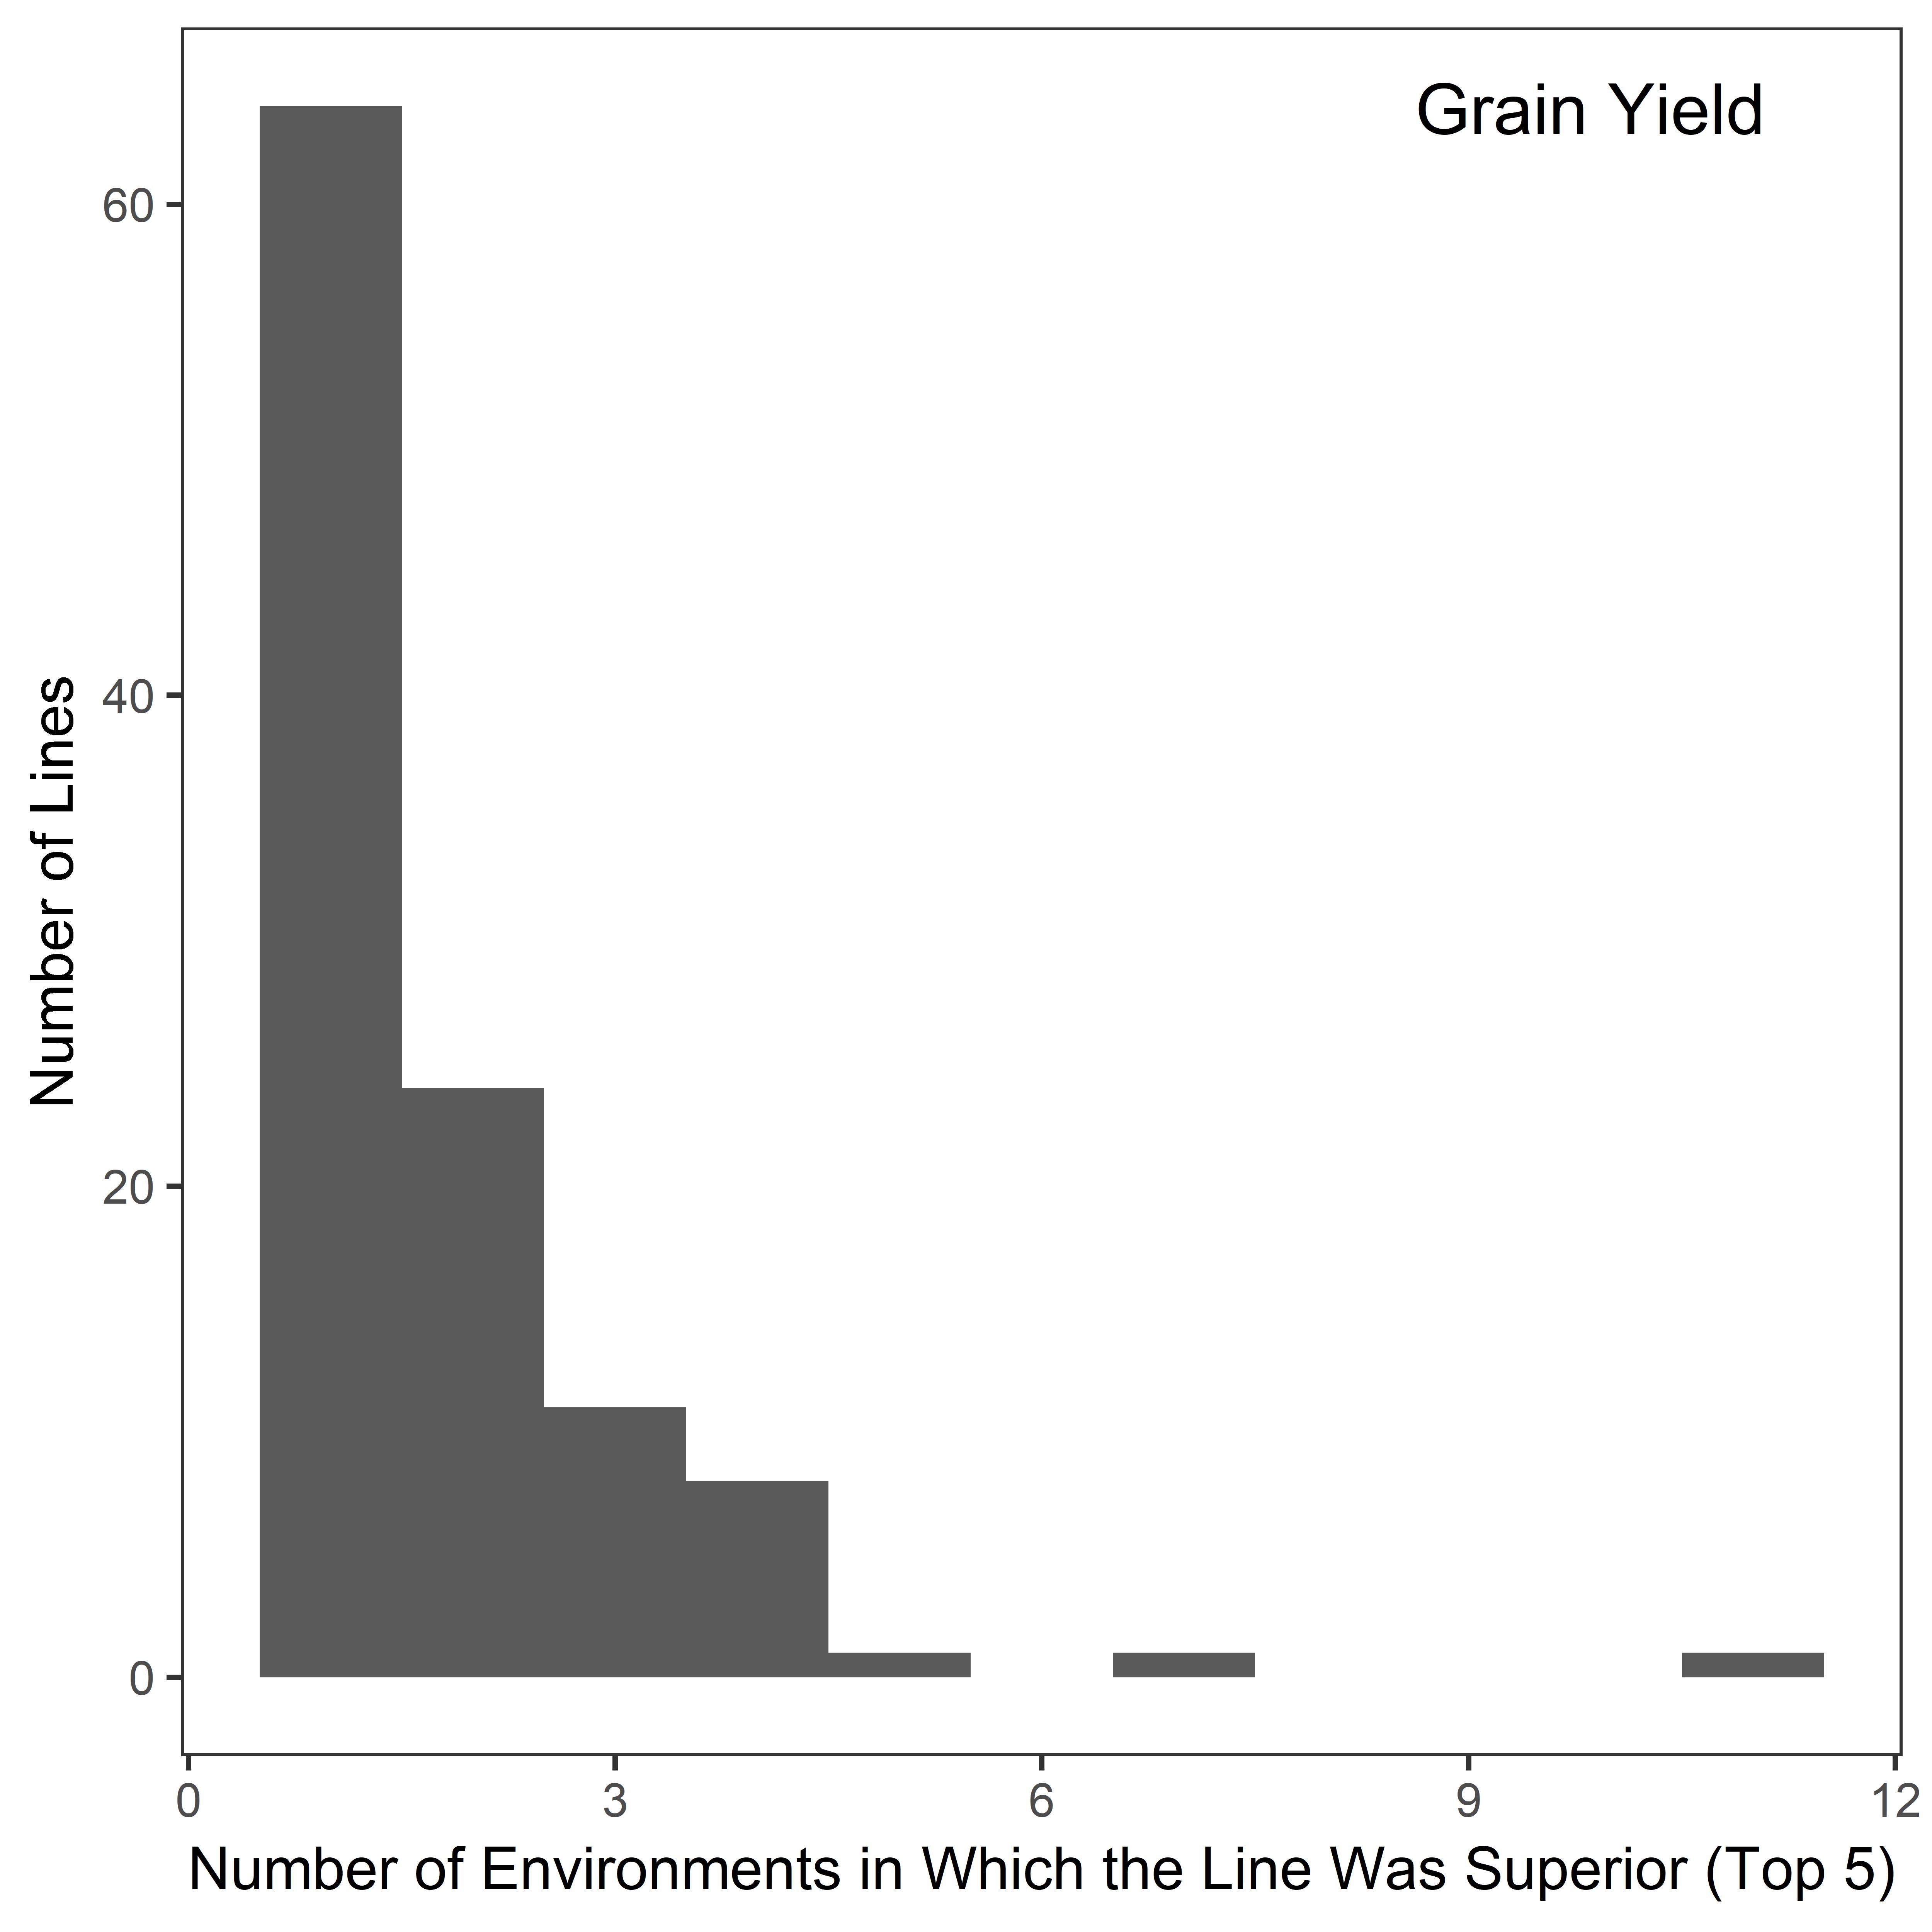 Grain Yield
60
40
20
0
Number of Lines
0 3 6 9 12
Number of Environments in Which the Line Was Superior (Top 5)